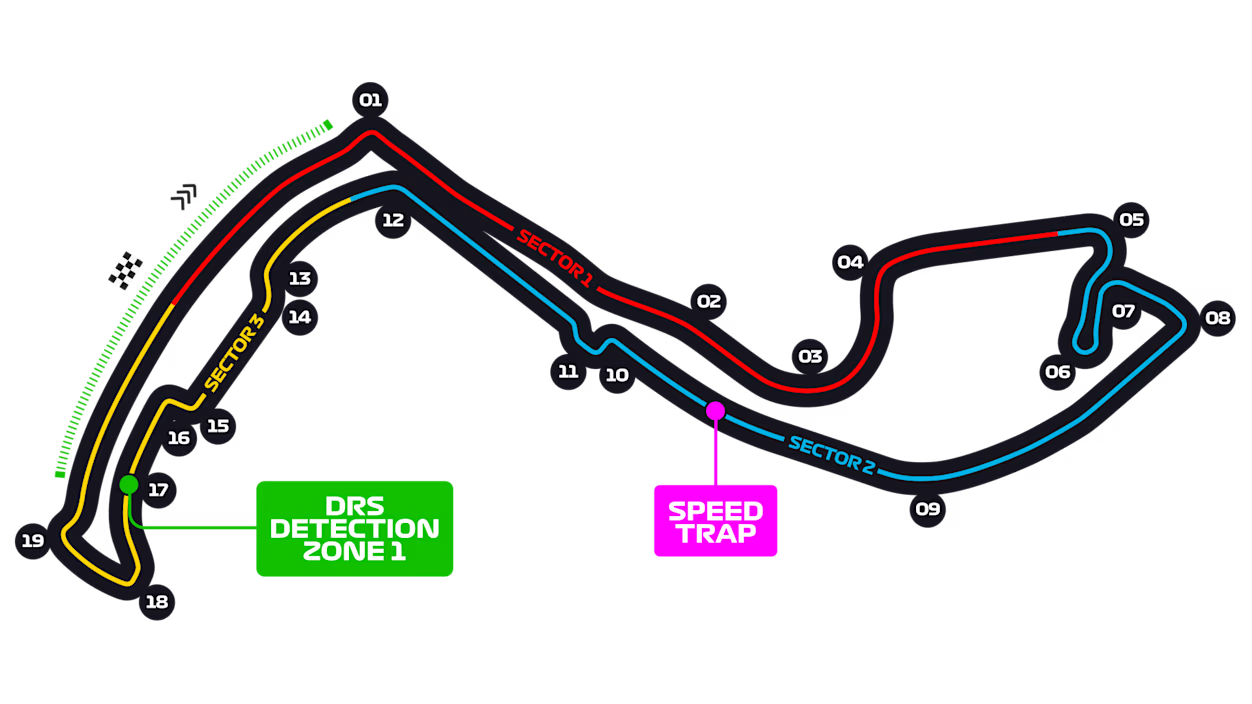 01
SECTOR 1
02
03
04
05
06
07
08
09
SECTOR 2
SPEED
TRAP
10
11
12
13
14
SECTOR 3
15
16
17
DRS
DETECTION
ZONE 1
18
19